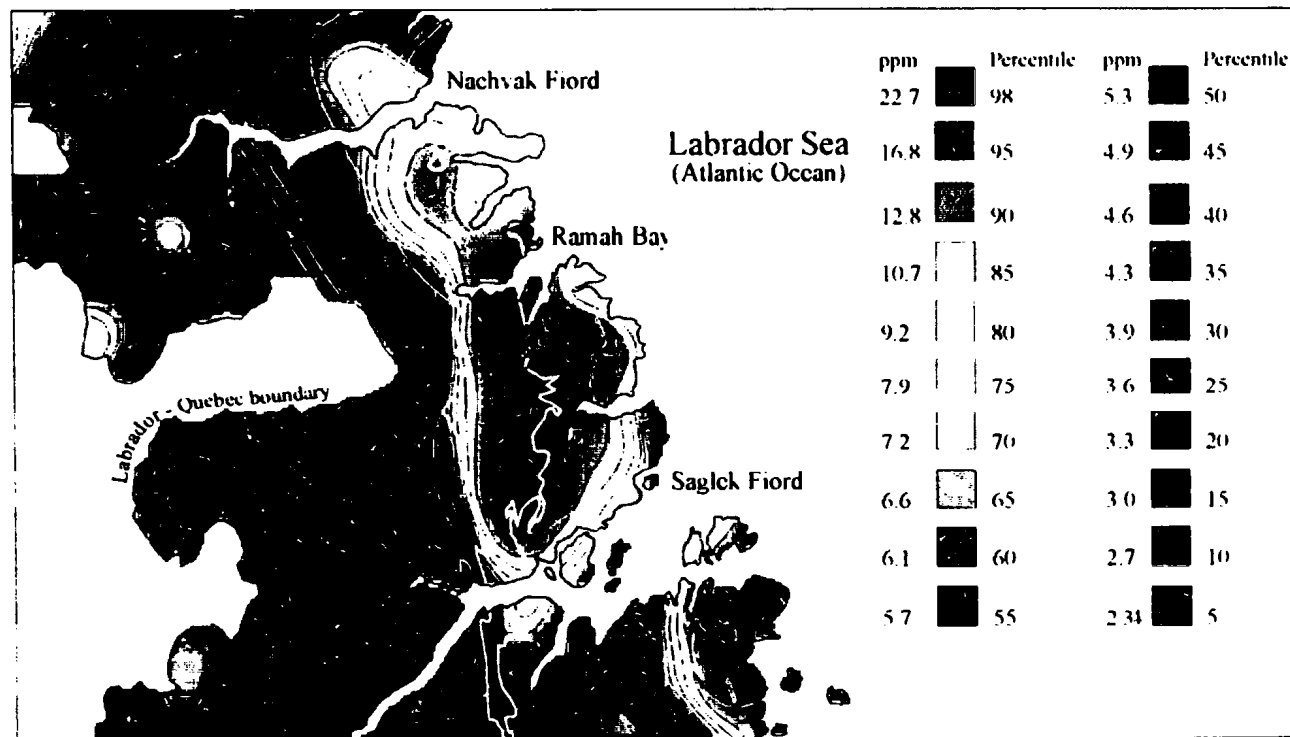 Nachvak Fiord
Labrador Sea
(Atlantic Ocean)
Ramah Bay
Labrador - Quebec boundary
Saglek Fiord
ppm Percentile ppm Percentile
22.7 98 5.3 50
16.8 95 4.9 45
12.8 90 4.6 40
10.7 85 4.3 35
9.2 80 3.9 30
7.9 75 3.6 25
7.2 70 3.3 20
6.6 65 3.0 15
6.1 60 2.7 10
5.7 55 2.34 5